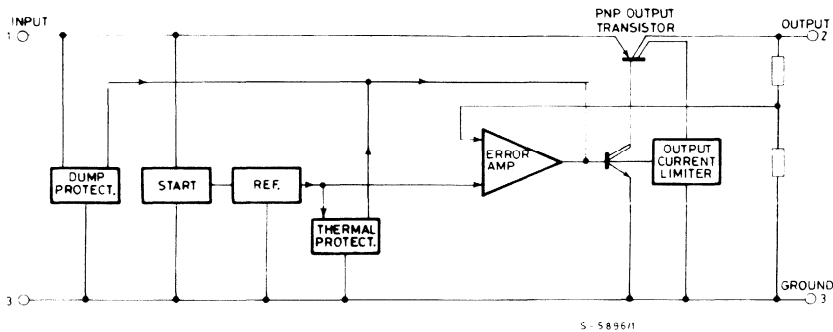 INPUT
1
PNP OUTPUT
TRANSISTOR
OUTPUT
2
DUMP
PROTECT.
START
REF.
THERMAL
PROTECT.
ERROR
AMP
OUTPUT
CURRENT
LIMITER
3
GROUND
3
S-5896/1